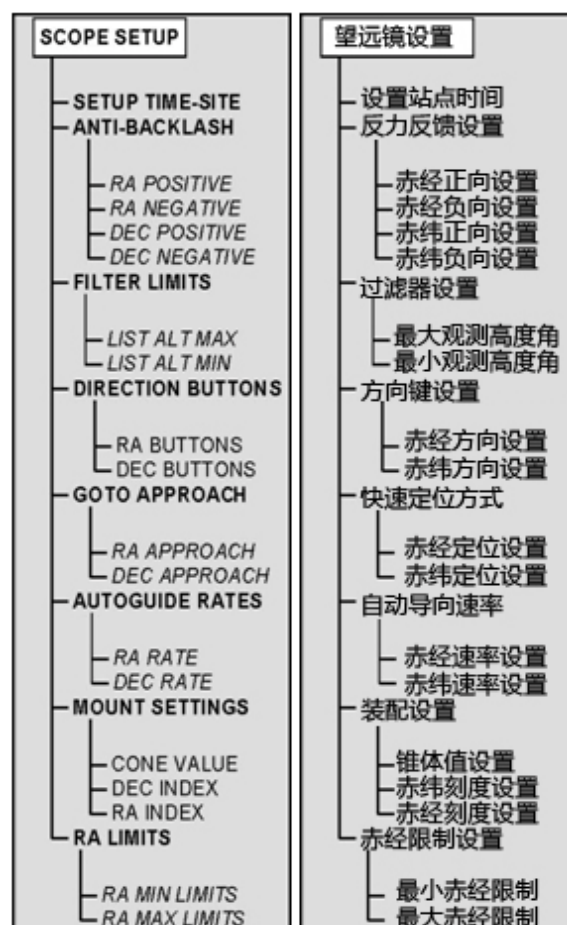 SCOPE SETUP
SETUP TIME-SITE
ANTI-BACKLASH
RA POSITIVE
RA NEGATIVE
DEC POSITIVE
DEC NEGATIVE
FILTER LIMITS
LIST ALT MAX
LIST ALT MIN
DIRECTION BUTTONS
RA BUTTONS
DEC BUTTONS
GOTO APPROACH
RA APPROACH
DEC APPROACH
AUTOGUIDE RATES
RA RATE
DEC RATE
MOUNT SETTINGS
CONE VALUE
DEC INDEX
RA INDEX
RA LIMITS
RA MIN LIMITS
RA MAX LIMITS
望远镜设置
设置站点时间
反力反馈设置
赤经正向设置
赤经负向设置
赤纬正向设置
赤纬负向设置
过滤器设置
最大观测高度角
最小观测高度角
方向键设置
赤经方向设置
赤纬方向设置
快速定位方式
赤经定位设置
赤纬定位设置
自动导向速率
赤经速率设置
赤纬速率设置
装配设置
锥体值设置
赤纬刻度设置
赤经刻度设置
赤经限制设置
最小赤经限制
最大赤经限制